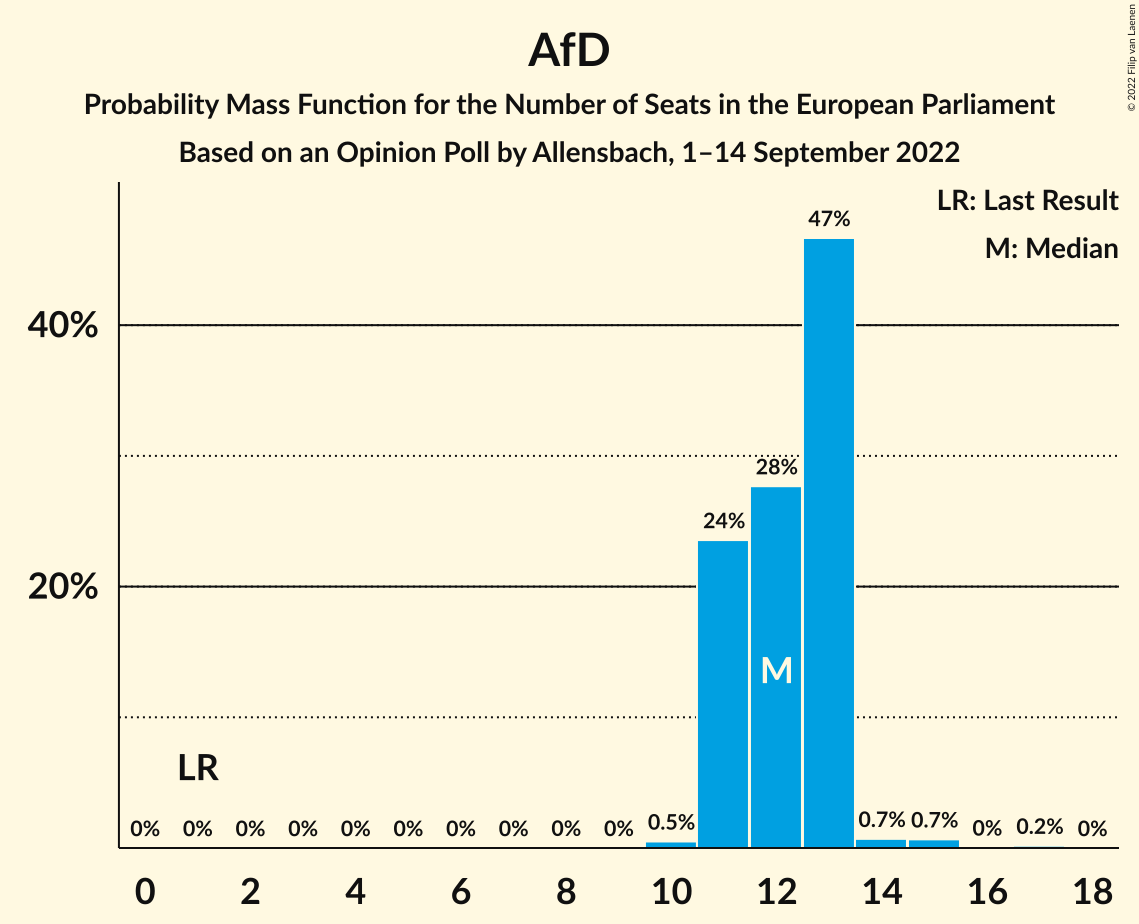 © 2022 Filip van Laenen
AfD
Probability Mass Function for the Number of Seats in the European Parliament
Based on an Opinion Poll by Allensbach, 1–14 September 2022
LR: Last Result
M: Median
47%
40%
28%
24%
20%
M
LR
0% 0% 0% 0% 0% 0% 0% 0% 0% 0% 0.5% 0.7% 0.7% 0% 0.2% 0%
0 2 4 6 8 10 12 14 16 18